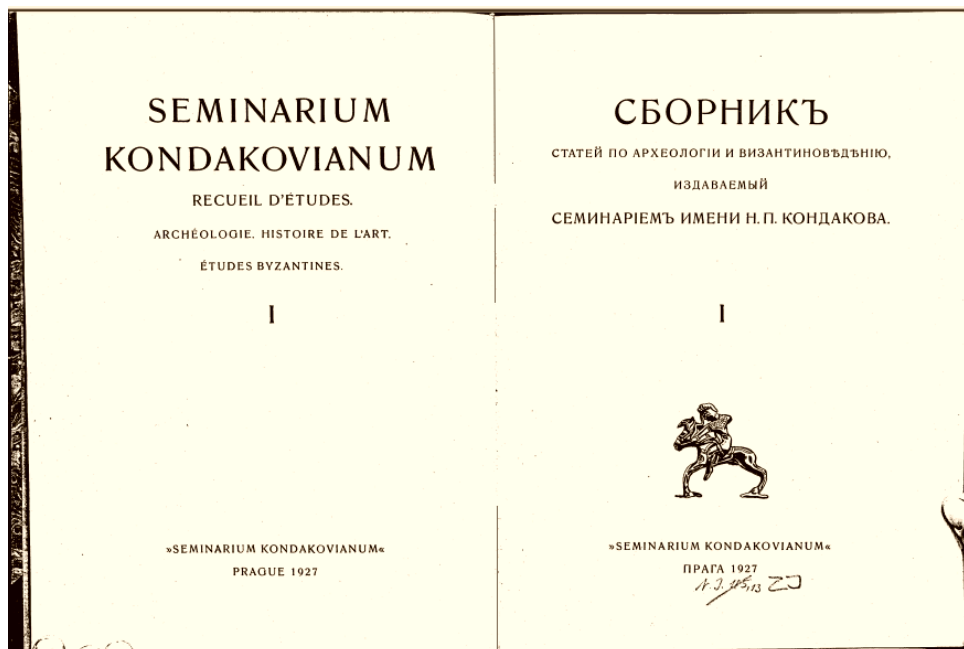 SEMINARIUM
KONDAKOVIANUM
RECUEIL D'ÉTUDES.
ARCHÉOLOGIE. HISTOIRE DE L'ART.
ÉTUDES BYZANTINES.
I
»SEMINARIUM KONDAKOVIANUM«
PRAGUE 1927
СБОРНИКЪ
СТАТЕЙ ПО АРХЕОЛОГІИ И ВИЗАНТИНОВѢДѢНІЮ,
ИЗДАВАЕМЫЙ
СЕМИНАРІЕМЪ ИМЕНИ Н. П. КОНДАКОВА.
I
»SEMINARIUM KONDAKOVIANUM«
ПРАГА 1927